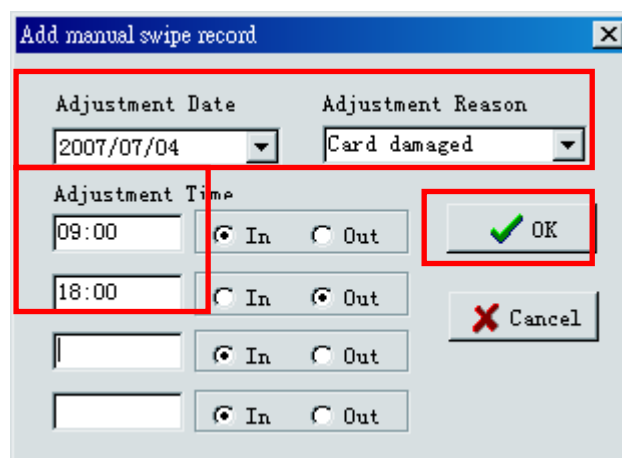 Add manual swipe record
Adjustment Date Adjustment Reason
2007/07/04 Card damaged
Adjustment Time
09:00 In Out OK
18:00 In Out
Cancel
In Out
In Out